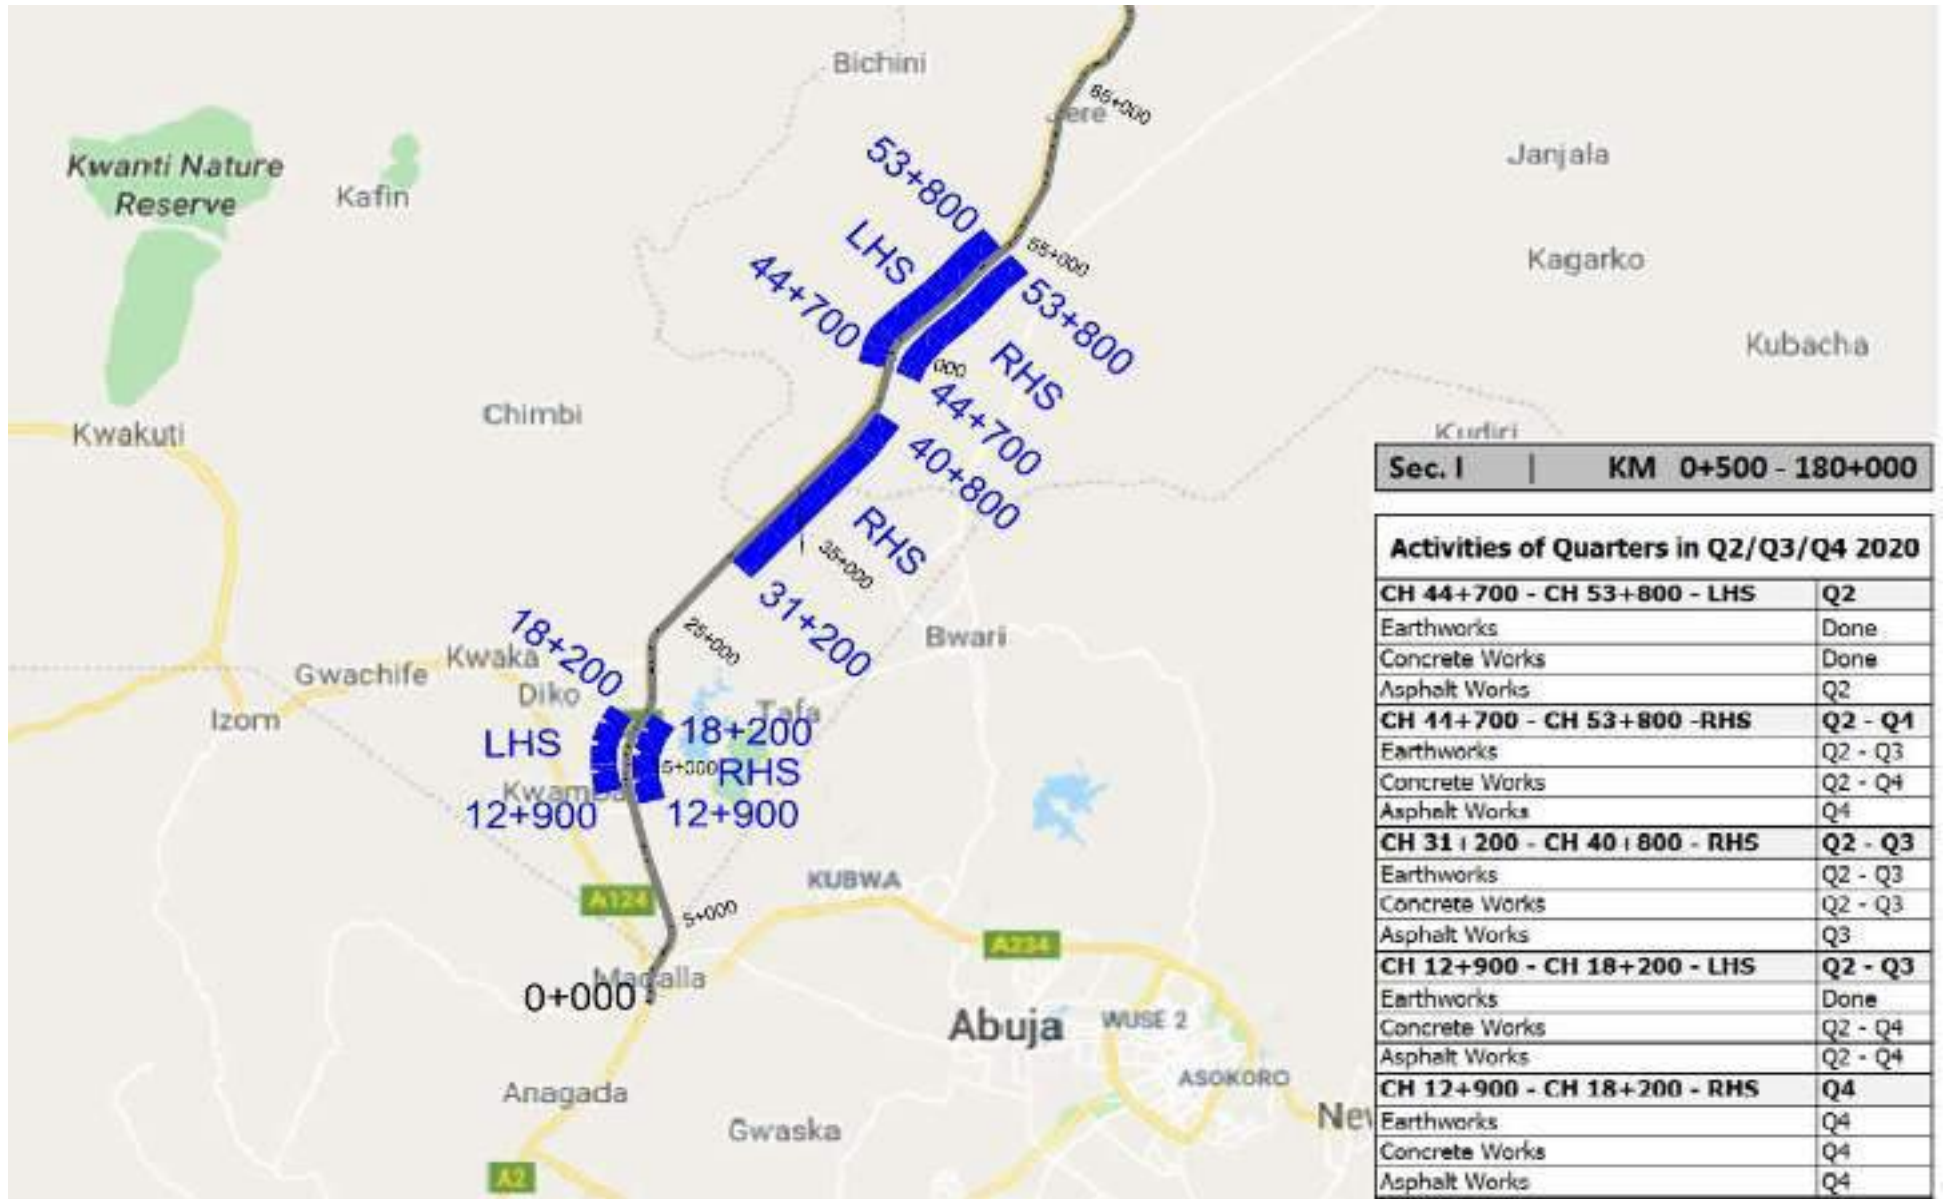 Bichini
65+000
Jere
Janjala
Kwanti Nature
Reserve
Kafin
53+800
LHS
44+700
55+000
Kagarko
53+800
RHS
44+700
000
Kubacha
Chimbi
Kwakuti
Kudiri
40+800
RHS
35+000
31+200
25+000
Bwari
18+200
Kwaka
Gwachife
Diko
Izom
Tafa
LHS
18+200
5+000
RHS
Kwamba
12+900
12+900
KUBWA
A124
5+000
A234
Madalla
0+000
Abuja
WUSE 2
ASOKORO
Anagada
Gwaska
A2
Sec. I | KM 0+500 - 180+000
Activities of Quarters in Q2/Q3/Q4 2020
CH 44+700 - CH 53+800 - LHS Q2
Earthworks Done
Concrete Works Done
Asphalt Works Q2
CH 44+700 - CH 53+800 -RHS Q2 - Q4
Earthworks Q2 - Q3
Concrete Works Q2 - Q4
Asphalt Works Q4
CH 31+200 - CH 40+800 - RHS Q2 - Q3
Earthworks Q2 - Q3
Concrete Works Q2 - Q3
Asphalt Works Q3
CH 12+900 - CH 18+200 - LHS Q2 - Q3
Earthworks Done
Concrete Works Q2 - Q4
Asphalt Works Q2 - Q4
CH 12+900 - CH 18+200 - RHS Q4
Earthworks Q4
Concrete Works Q4
Asphalt Works Q4